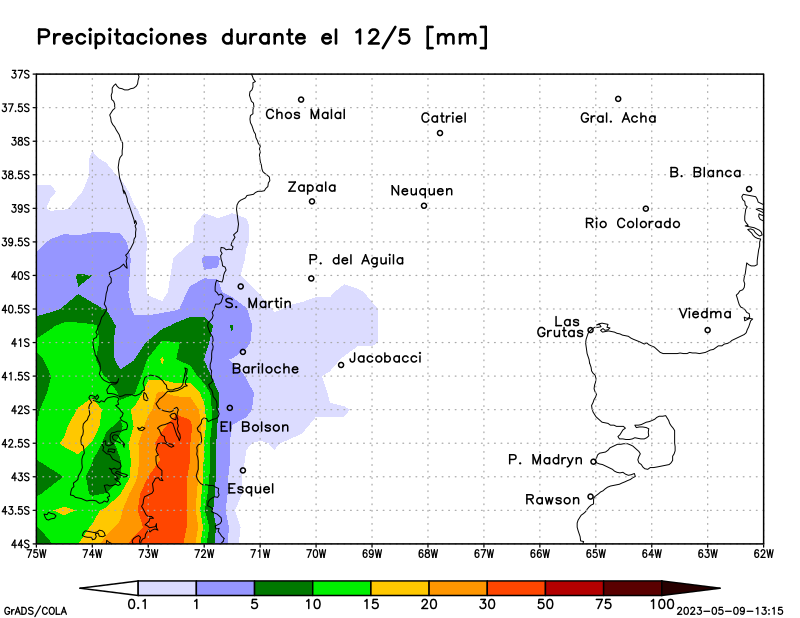 Precipitaciones durante el 12/5 [mm]
37S
37.5S
Chos Malal
Catriel
Gral. Acha
38S
38.5S
B. Blanca
Zapala
Neuquen
39S
Rio Colorado
39.5S
P. del Aguila
40S
S. Martin
40.5S
Viedma
Las
Grutas
41S
Jacobacci
Bariloche
41.5S
42S
El Bolson
42.5S
P. Madryn
43S
Esquel
Rawson
43.5S
44S
75W 74W 73W 72W 71W 70W 69W 68W 67W 66W 65W 64W 63W 62W
0.1 1 5 10 15 20 30 50 75 100
GrADS/COLA
2023-05-09-13:15